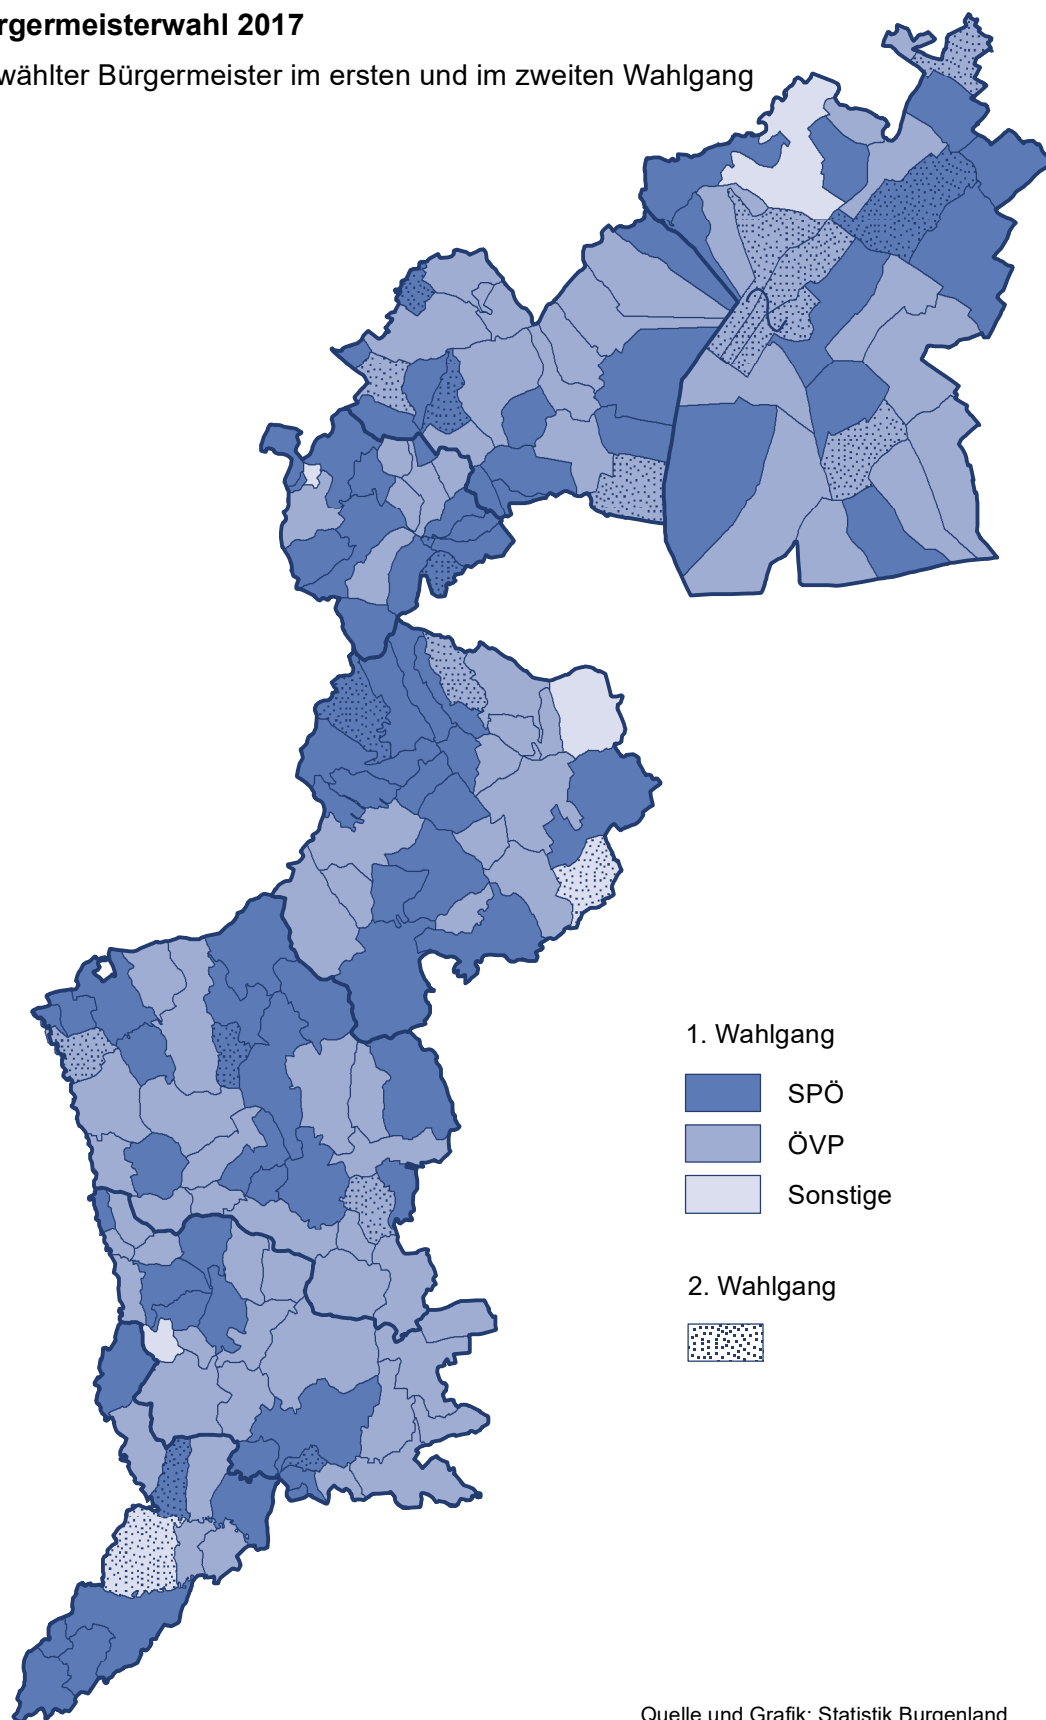 rgermeisterwahl 2017
wählter Bürgermeister im ersten und im zweiten Wahlgang
1. Wahlgang
SPÖ
ÖVP
Sonstige
2. Wahlgang
Quelle und Grafik: Statistik Burgenland